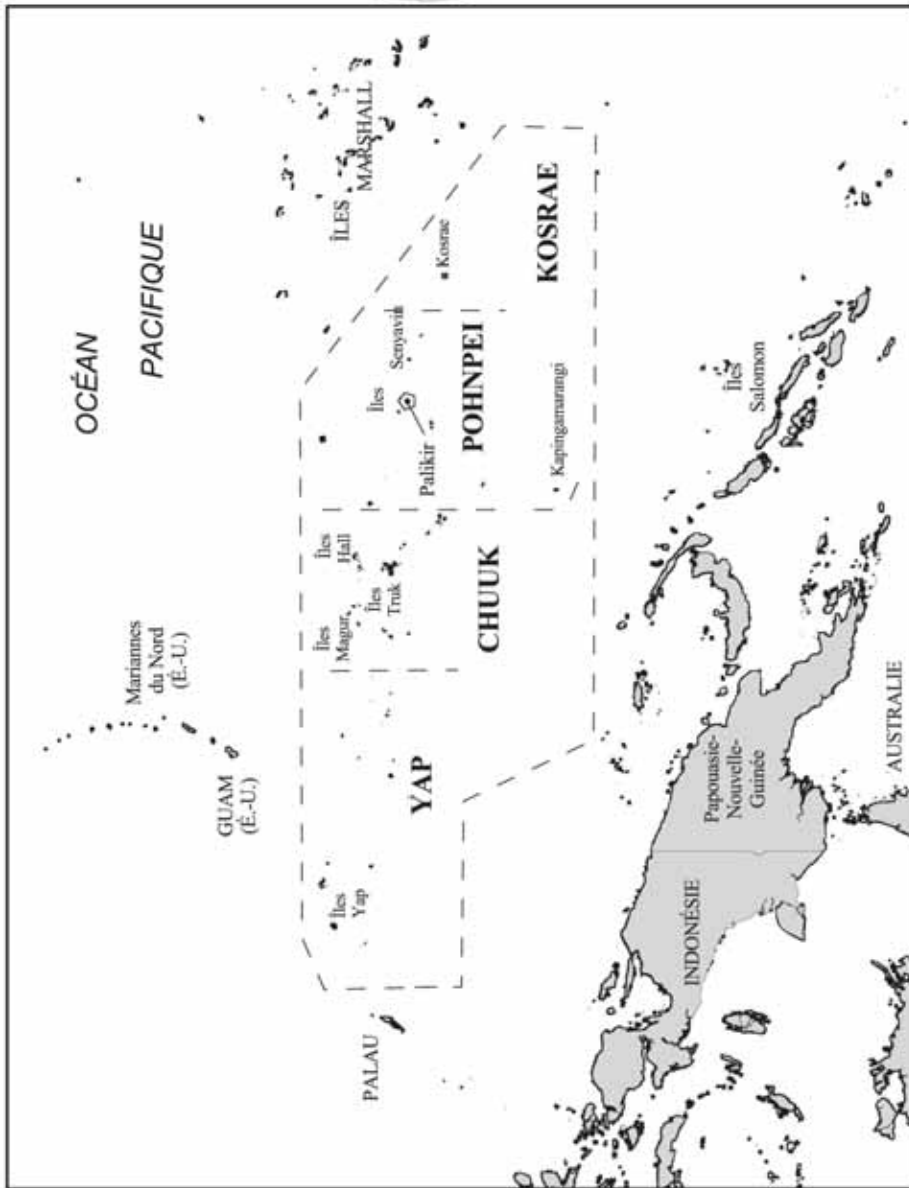 OCÉAN
PACIFIQUE
Mariannes
du Nord
(É.-U.)
GUAM
(É.-U.)
ÎLES
MARSHALL
PALAU
Îles
Yap
YAP
Îles
Magur
Îles
Hall
Îles
Truk
CHUUK
Îles
Senyavin
Palikir
POHNPEI
Kapingamarangi
Kosrae
KOSRAE
INDONÉSIE
Papouasie-
Nouvelle-
Guinée
Îles
Salomon
AUSTRALIE